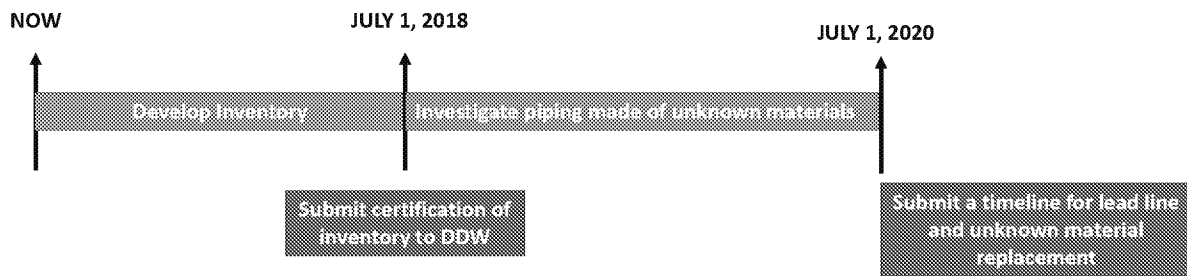 NOW
JULY 1, 2018
JULY 1, 2020
Develop Inventory
Investigate piping made of unknown materials
Submit certification of
inventory to DDW
Submit a timeline for lead line
and unknown material
replacement